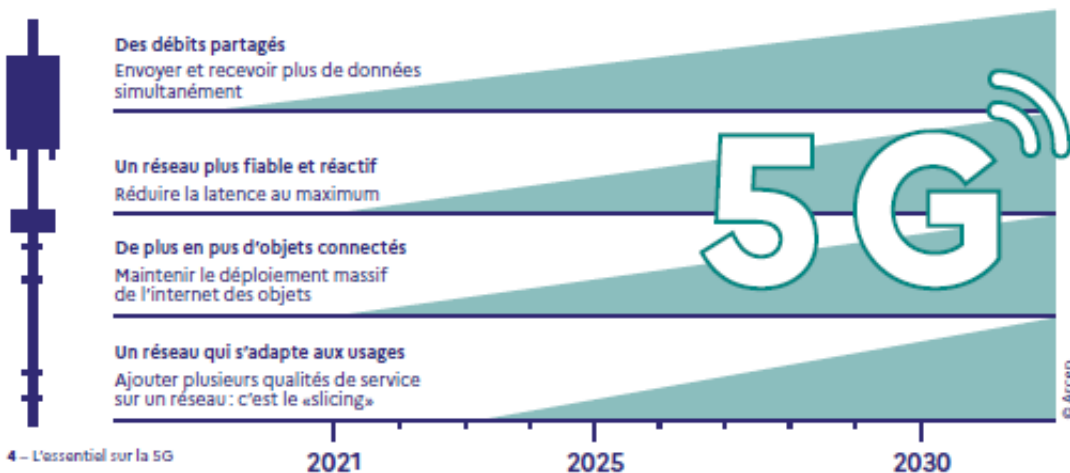 Des débits partagés
Envoyer et recevoir plus de données
simultanément
Un réseau plus fiable et réactif
Réduire la latence au maximum
De plus en pus d'objets connectés
Maintenir le déploiement massif
de l'internet des objets
Un réseau qui s'adapte aux usages
Ajouter plusieurs qualités de service
sur un réseau : c'est le «slicing»
5G
© Arcep
4 – L'essentiel sur la 5G
2021
2025
2030